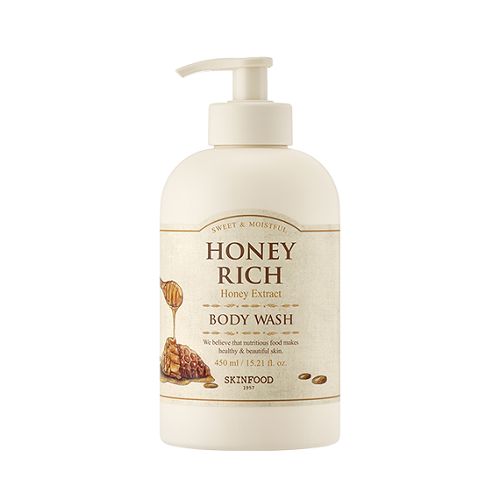 SWEET & MOISTFUL
HONEY
RICH
Honey Extract
BODY WASH
We believe that nutritious food makes
healthy & beautiful skin.
450 ml / 15.21 fl. oz.
SKINFOOD
1957